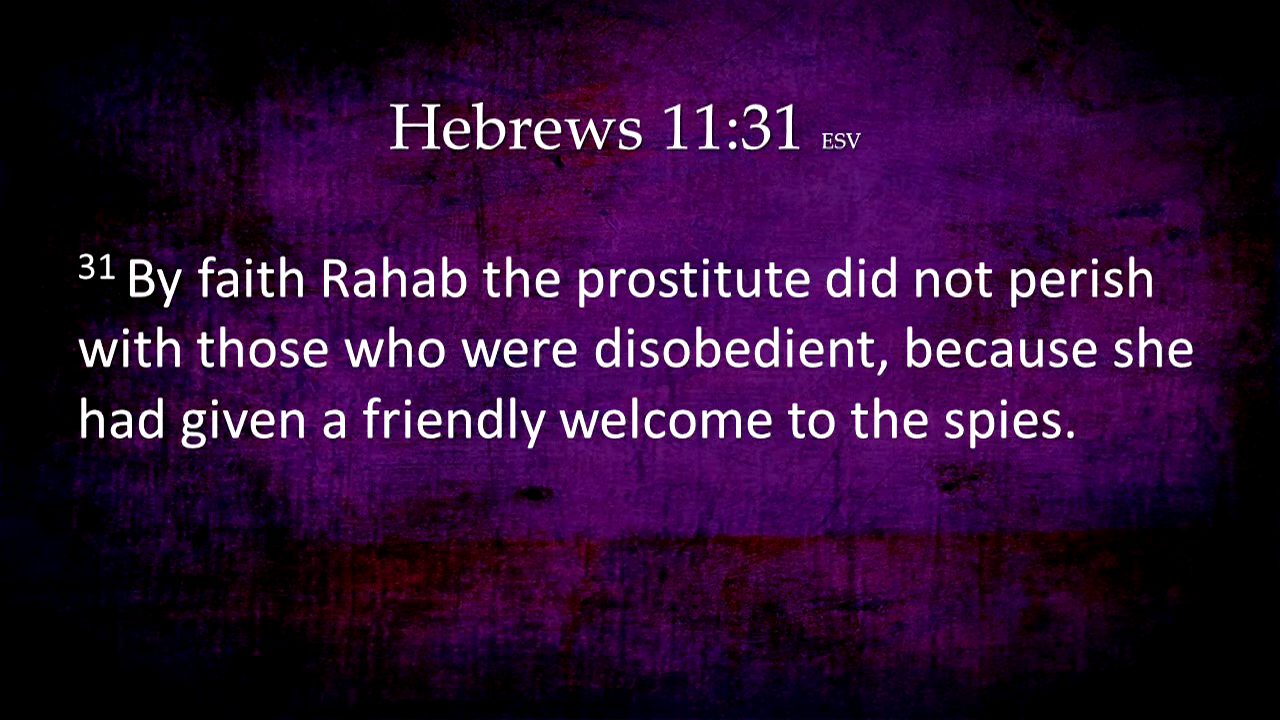 Hebrews 11:31 ESV
31 By faith Rahab the prostitute did not perish
with those who were disobedient, because she
had given a friendly welcome to the spies.